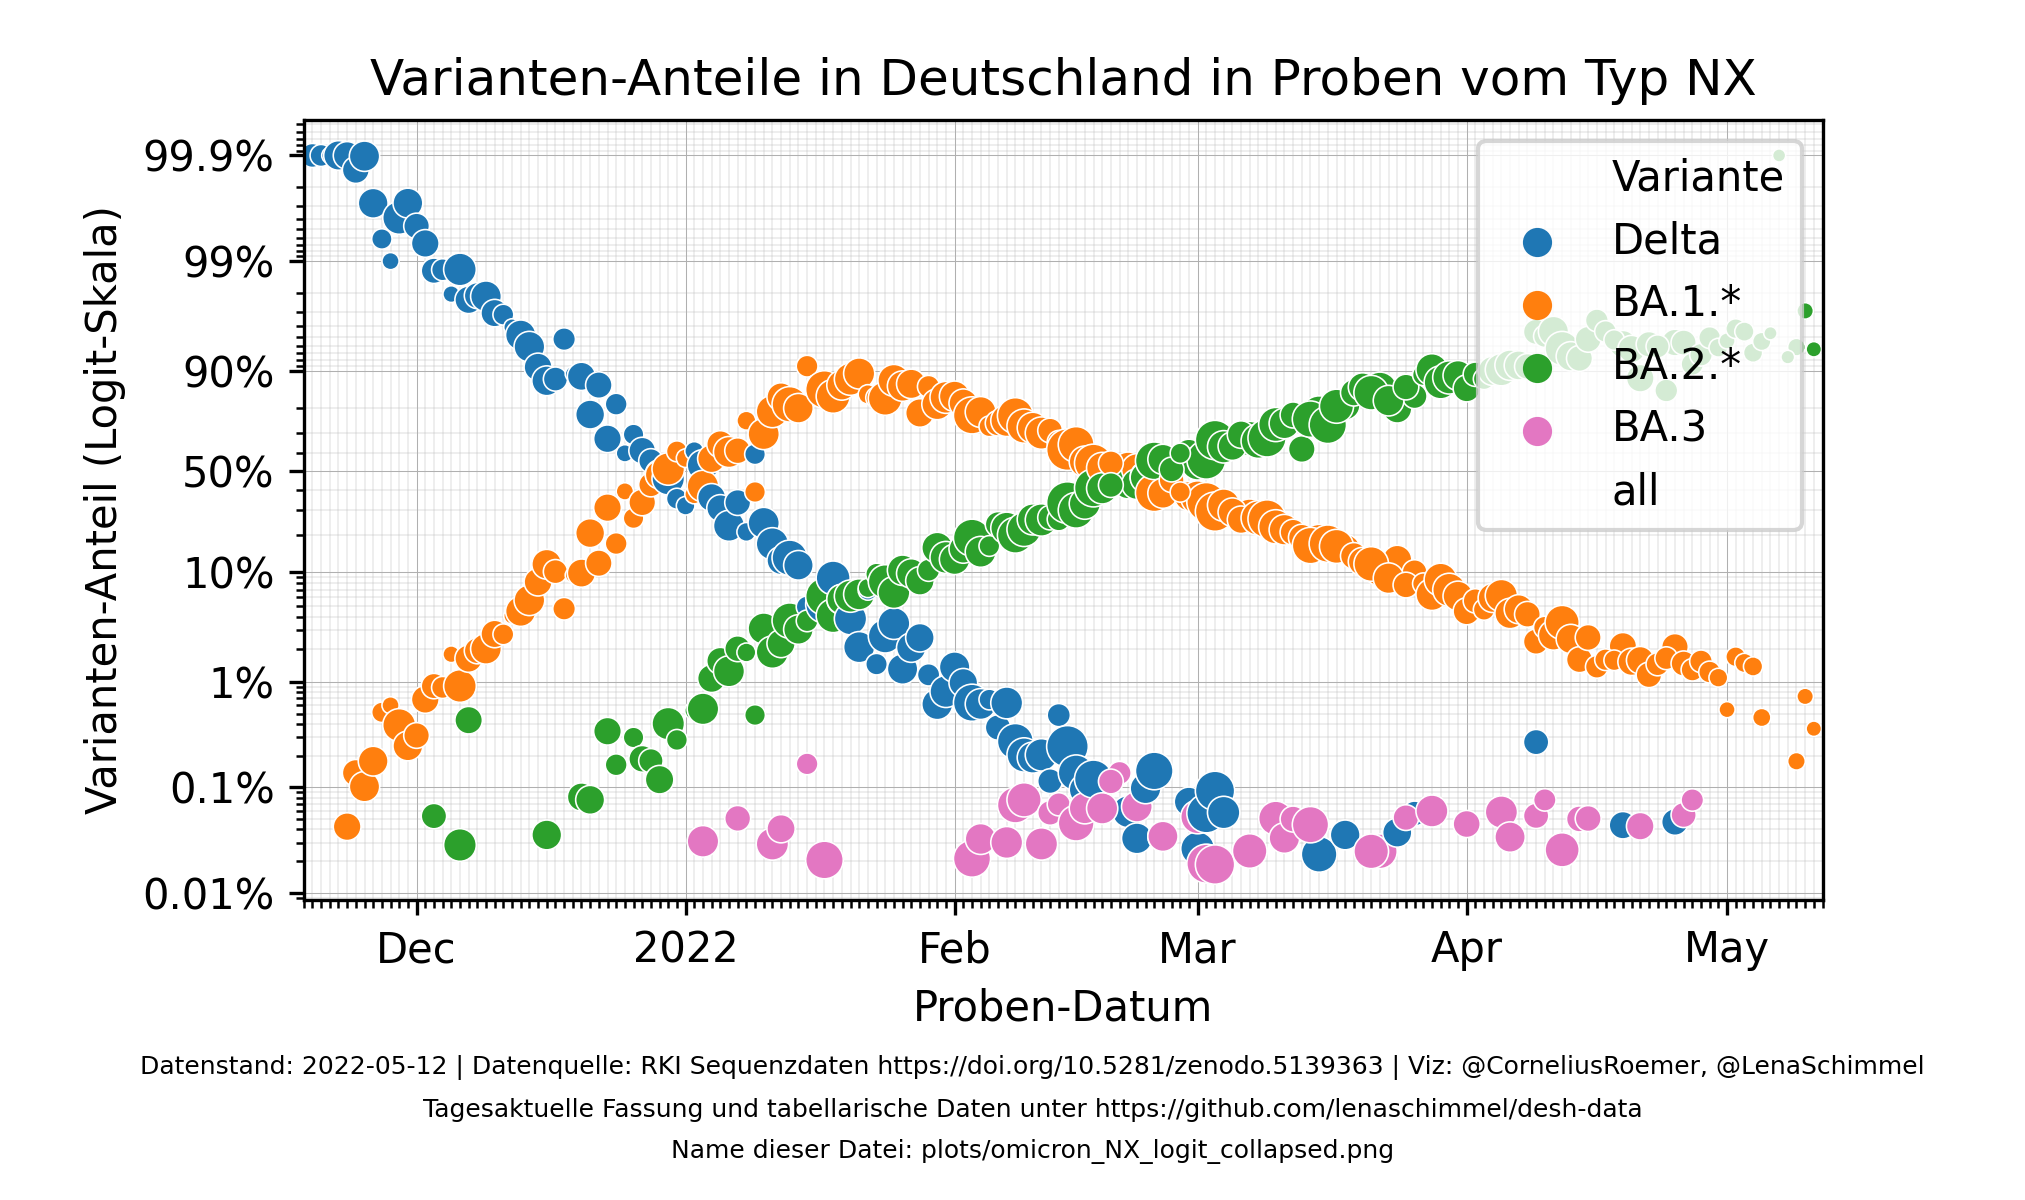 Varianten-Anteile in Deutschland in Proben vom Typ NX
Varianten-Anteil (Logit-Skala)
99.9%
99%
90%
50%
10%
1%
0.1%
0.01%
Variante
Delta
BA.1.*
BA.2.*
BA.3
all
Dec 2022 Feb Mar Apr May
Proben-Datum
Datenstand: 2022-05-12 | Datenquelle: RKI Sequenzdaten https://doi.org/10.5281/zenodo.5139363 | Viz: @CorneliusRoemer, @LenaSchimmel
Tagesaktuelle Fassung und tabellarische Daten unter https://github.com/lenaschimmel/desh-data
Name dieser Datei: plots/omicron_NX_logit_collapsed.png